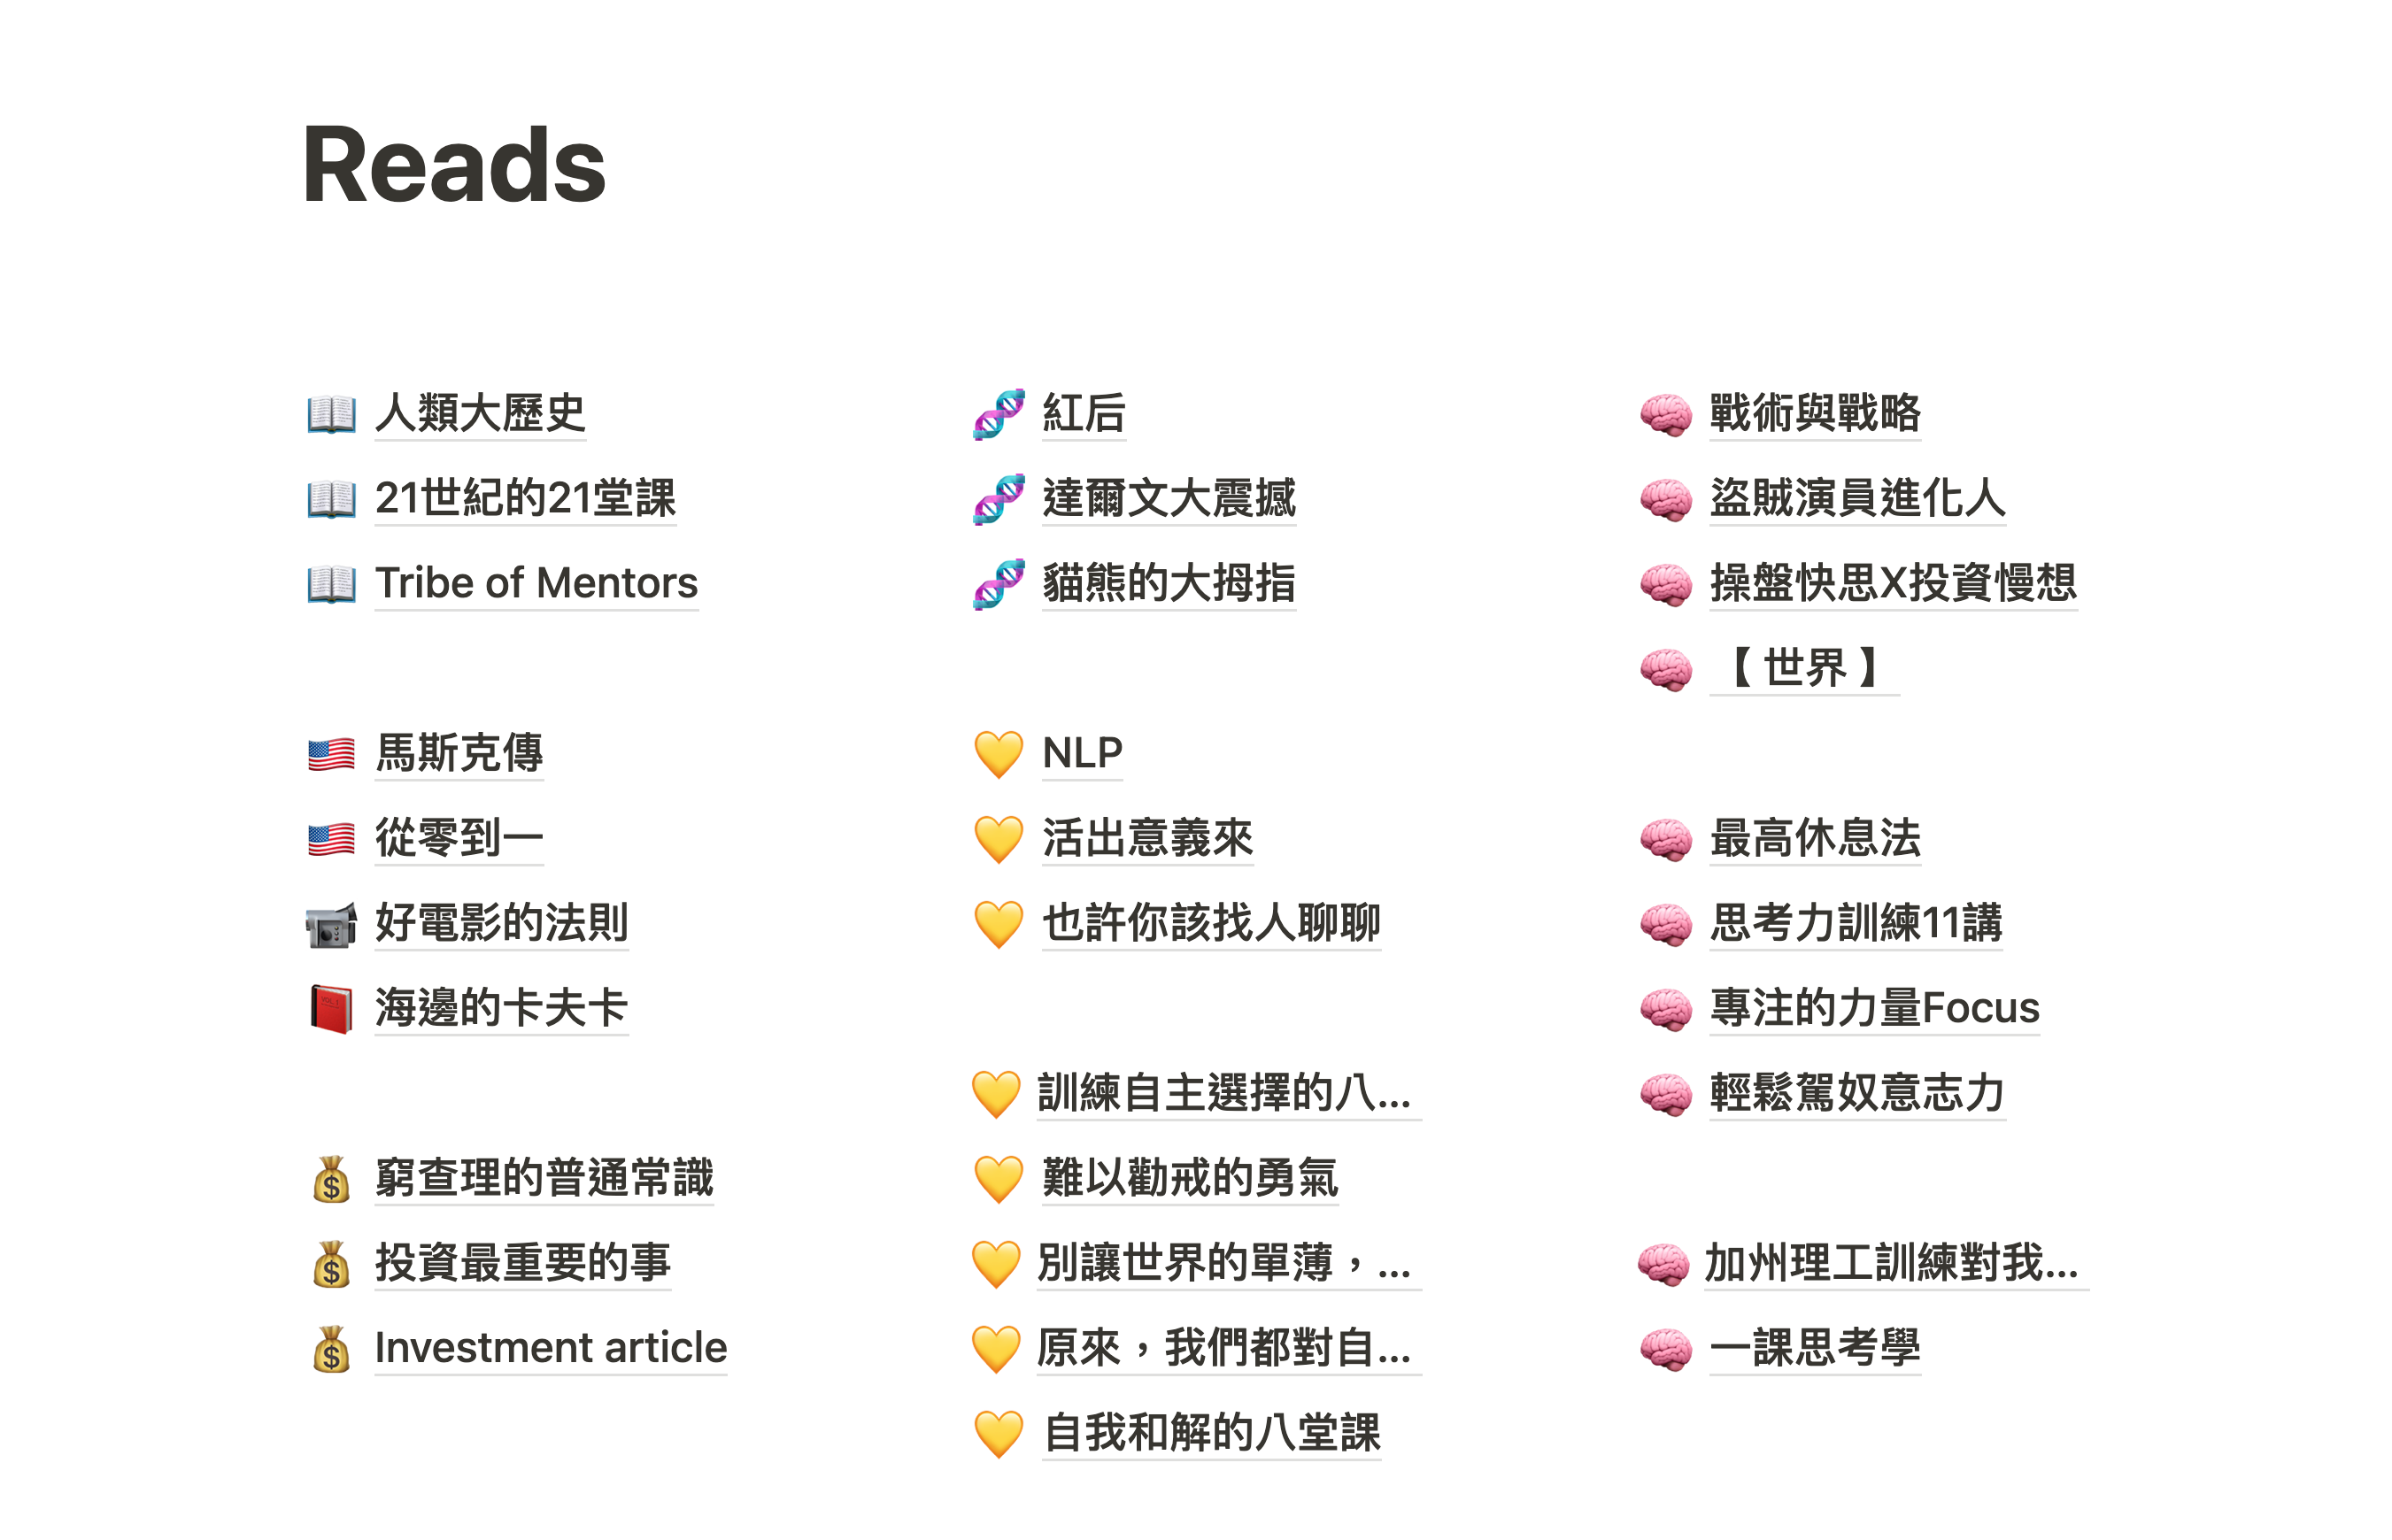 Reads
人類大歷史
21世紀的21堂課
Tribe of Mentors
馬斯克傳
從零到一
好電影的法則
海邊的卡夫卡
窮查理的普通常識
投資最重要的事
Investment article
紅后
達爾文大震撼
貓熊的大拇指
NLP
活出意義來
也許你該找人聊聊
訓練自主選擇的八...
難以勸戒的勇氣
別讓世界的單薄，...
原來，我們都對自...
自我和解的八堂課
戰術與戰略
盜賊演員進化人
操盤快思X投資慢想
【 世界 】
最高休息法
思考力訓練11講
專注的力量Focus
輕鬆駕奴意志力
加州理工訓練對我...
一課思考學